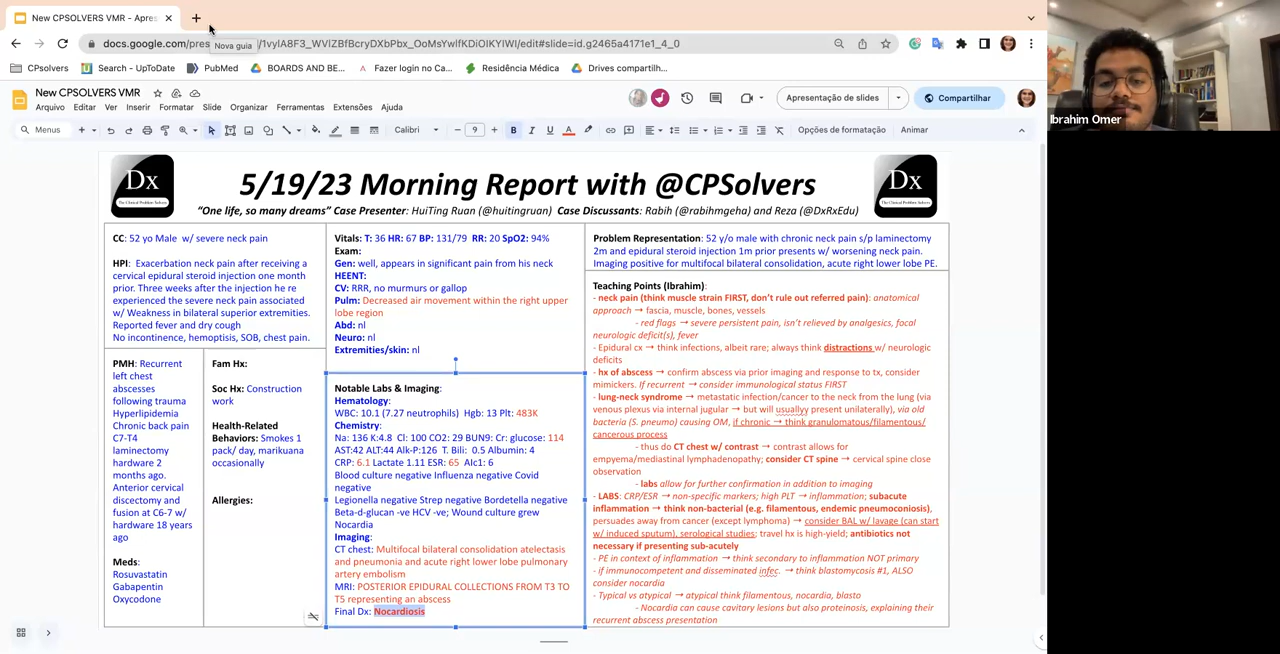 New CPSOLVERS VMR - Apres
Nova guia
docs.google.com/pres
/1vyIA8F3_WViZBfBcryDXbPbx_OoMsYwlfKDiOIKYIWI/edit#slide=id.g2465a4171e1_4_0
CPsolvers
Search - UpToDate
PubMed
BOARDS AND BE...
Fazer login no Ca...
Residência Médica
Drives compartilh...
New CPSOLVERS VMR
Arquivo Editar Ver Inserir Formatar Slide Organizar Ferramentas Extensões Ajuda
Apresentação de slides
Compartilhar
Menus
Calibri
9
Opções de formatação
Animar
Ibrahim Omer
Dx
The Clinical Problem Solvers
5/19/23 Morning Report with @CPSolvers
“One life, so many dreams” Case Presenter: HuiTing Ruan (@huitingruan) Case Discussants: Rabih (@rabihmgeha) and Reza (@DxRxEdu)
Dx
The Clinical Problem Solvers
CC: 52 yo Male w/ severe neck pain
HPI: Exacerbation neck pain after receiving a
cervical epidural steroid injection one month
prior. Three weeks after the injection he re
experienced the severe neck pain associated
w/ Weakness in bilateral superior extremities.
Reported fever and dry cough
No incontinence, hemoptisis, SOB, chest pain.
PMH: Recurrent
left chest
abscesses
following trauma
Hyperlipidemia
Chronic back pain
C7-T4
laminectomy
hardware 2
months ago.
Anterior cervical
discectomy and
fusion at C6-7 w/
hardware 18 years
ago
Meds:
Rosuvastatin
Gabapentin
Oxycodone
Fam Hx:
Soc Hx: Construction
work
Health-Related
Behaviors: Smokes 1
pack/ day, marikuana
occasionally
Allergies:
Vitals: T: 36 HR: 67 BP: 131/79 RR: 20 SpO2: 94%
Exam:
Gen: well, appears in significant pain from his neck
HEENT:
CV: RRR, no murmurs or gallop
Pulm: Decreased air movement within the right upper
lobe region
Abd: nl
Neuro: nl
Extremities/skin: nl
Notable Labs & Imaging:
Hematology:
WBC: 10.1 (7.27 neutrophils) Hgb: 13 Plt: 483K
Chemistry:
Na: 136 K:4.8 Cl: 100 CO2: 29 BUN9: Cr: glucose: 114
AST:42 ALT:44 Alk-P:126 T. Bili: 0.5 Albumin: 4
CRP: 6.1 Lactate 1.11 ESR: 65 AIc1: 6
Blood culture negative Influenza negative Covid
negative
Legionella negative Strep negative Bordetella negative
Beta-d-glucan -ve HCV -ve; Wound culture grew
Nocardia
Imaging:
CT chest: Multifocal bilateral consolidation atelectasis
and pneumonia and acute right lower lobe pulmonary
artery embolism
MRI: POSTERIOR EPIDURAL COLLECTIONS FROM T3 TO
T5 representing an abscess
Final Dx: Nocardiosis
Problem Representation: 52 y/o male with chronic neck pain s/p laminectomy
2m and epidural steroid injection 1m prior presents w/ worsening neck pain.
Imaging positive for multifocal bilateral consolidation, acute right lower lobe PE.
Teaching Points (Ibrahim):
- neck pain (think muscle strain FIRST, don’t rule out referred pain): anatomical
approach → fascia, muscle, bones, vessels
- red flags → severe persistent pain, isn’t relieved by analgesics, focal
neurologic deficit(s), fever
- Epidural cx → think infections, albeit rare; always think distractions w/ neurologic
deficits
- hx of abscess → confirm abscess via prior imaging and response to tx, consider
mimickers. If recurrent → consider immunological status FIRST
- lung-neck syndrome → metastatic infection/cancer to the neck from the lung (via
venous plexus via internal jugular → but will usuallyy present unilaterally), via old
bacteria (S. pneumo) causing OM, if chronic → think granulomatous/filamentous/
cancerous process
- thus do CT chest w/ contrast → contrast allows for
empyema/mediastinal lymphadenopathy; consider CT spine → cervical spine close
observation
- labs allow for further confirmation in addition to imaging
- LABS: CRP/ESR → non-specific markers; high PLT → inflammation; subacute
inflammation → think non-bacterial (e.g. filamentous, endemic pneumoconiosis),
persuades away from cancer (except lymphoma) → consider BAL w/ lavage (can start
w/ induced sputum), serological studies; travel hx is high-yield; antibiotics not
necessary if presenting sub-acutely
- PE in context of inflammation → think secondary to inflammation NOT primary
- if immunocompetent and disseminated infec. → think blastomycosis #1, ALSO
consider nocardia
- Typical vs atypical → atypical think filamentous, nocardia, blasto
- Nocardia can cause cavitary lesions but also proteinosis, explaining their
recurrent abscess presentation